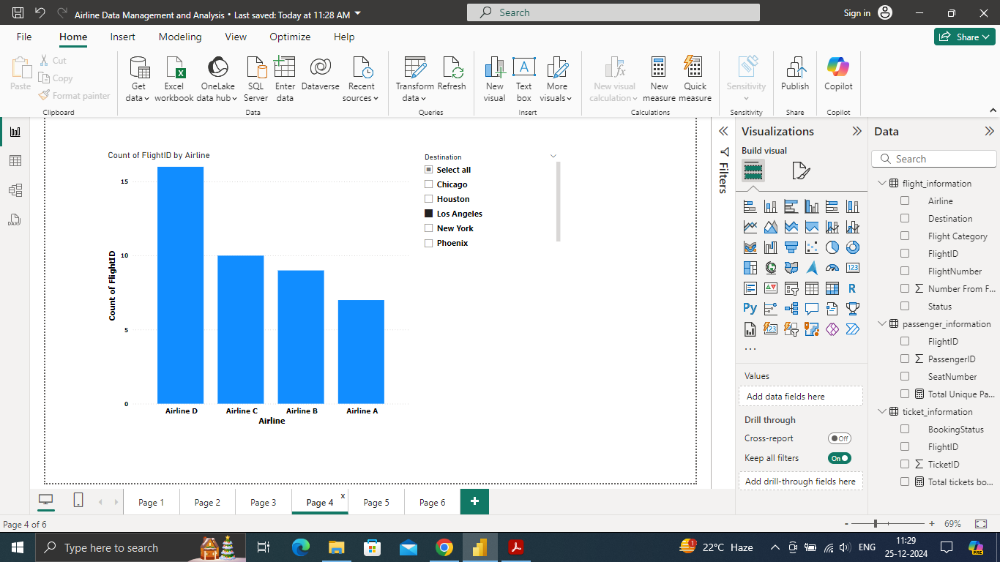 Airline Data Management and Analysis • Last saved: Today at 11:28 AM
Search
Sign in
File
Home
Insert
Modeling
View
Optimize
Help
Share
Paste
Cut
Copy
Format painter
Clipboard
Get data
Excel workbook
OneLake data hub
SQL Server
Enter data
Dataverse
Recent sources
Data
Transform data
Refresh
Queries
New visual
A
Text box
More visuals
Insert
New visual calculation
New measure
Quick measure
Calculations
Sensitivity
Sensitivity
Publish
Share
Copilot
Copilot
DAX
Count of FlightID by Airline
15
10
5
0
Count of FlightID
Airline D
Airline C
Airline B
Airline A
Airline
Destination
Select all
Chicago
Houston
Los Angeles
New York
Phoenix
Filters
Visualizations
Build visual
123
R
Py
123
...
Values
Add data fields here
Drill through
Cross-report
Off
Keep all filters
On
Add drill-through fields here
Data
Search
flight_information
Airline
Destination
Flight Category
FlightID
FlightNumber
Number From F...
Status
passenger_information
FlightID
PassengerID
SeatNumber
Total Unique Pa...
ticket_information
BookingStatus
FlightID
TicketID
Total tickets bo...
Page 1
Page 2
Page 3
Page 4
x
Page 5
Page 6
+
Page 4 of 6
- + 69%
Type here to search
1
22°C Haze
ENG
11:29
25-12-2024
PRE